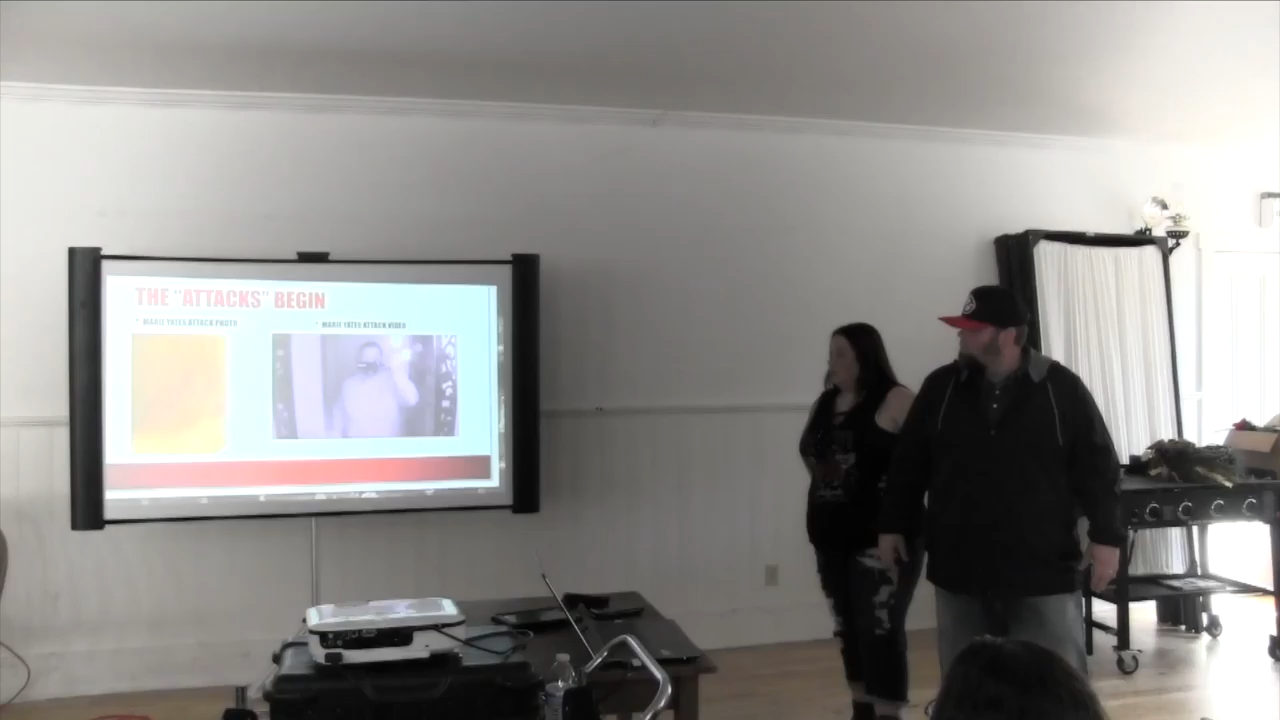 THE "ATTACKS" BEGIN
* MARIE YATES ATTACK PHOTO
* MARIE YATES ATTACK VIDEO